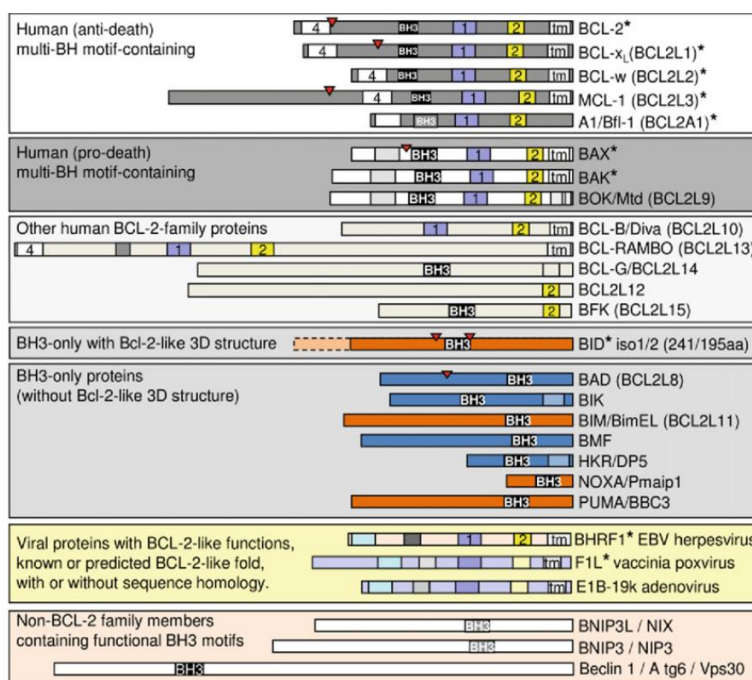 Human (anti-death)
multi-BH motif-containing
4 BH3 1 2 tm BCL-2*
4 BH3 1 2 tm BCL-xL(BCL2L1)*
4 BH3 1 2 tm BCL-w (BCL2L2)*
4 BH3 1 2 tm MCL-1 (BCL2L3)*
BH3 1 2 A1/Bfl-1 (BCL2A1)*
Human (pro-death)
multi-BH motif-containing
BH3 1 2 tm BAX*
BH3 1 2 tm BAK*
BH3 1 2 BOK/Mtd (BCL2L9)
Other human BCL-2-family proteins
1 2 tm BCL-B/Diva (BCL2L10)
4 1 2 tm BCL-RAMBO (BCL2L13)
BH3 BCL-G/BCL2L14
2 BCL2L12
BH3 2 BFK (BCL2L15)
BH3-only with Bcl-2-like 3D structure
BH3 BID* iso1/2 (241/195aa)
BH3-only proteins
(without Bcl-2-like 3D structure)
BH3 BAD (BCL2L8)
BH3 BIK
BH3 BIM/BimEL (BCL2L11)
BH3 BMF
BH3 HKR/DP5
BH3 NOXA/Pmaip1
BH3 PUMA/BBC3
Viral proteins with BCL-2-like functions,
known or predicted BCL-2-like fold,
with or without sequence homology.
1 2 tm BHRF1* EBV herpesvirus
tm F1L* vaccinia poxvirus
tm E1B-19k adenovirus
Non-BCL-2 family members
containing functional BH3 motifs
BH3 BNIP3L / NIX
BH3 BNIP3 / NIP3
BH3 Beclin 1 / A tg6 / Vps30